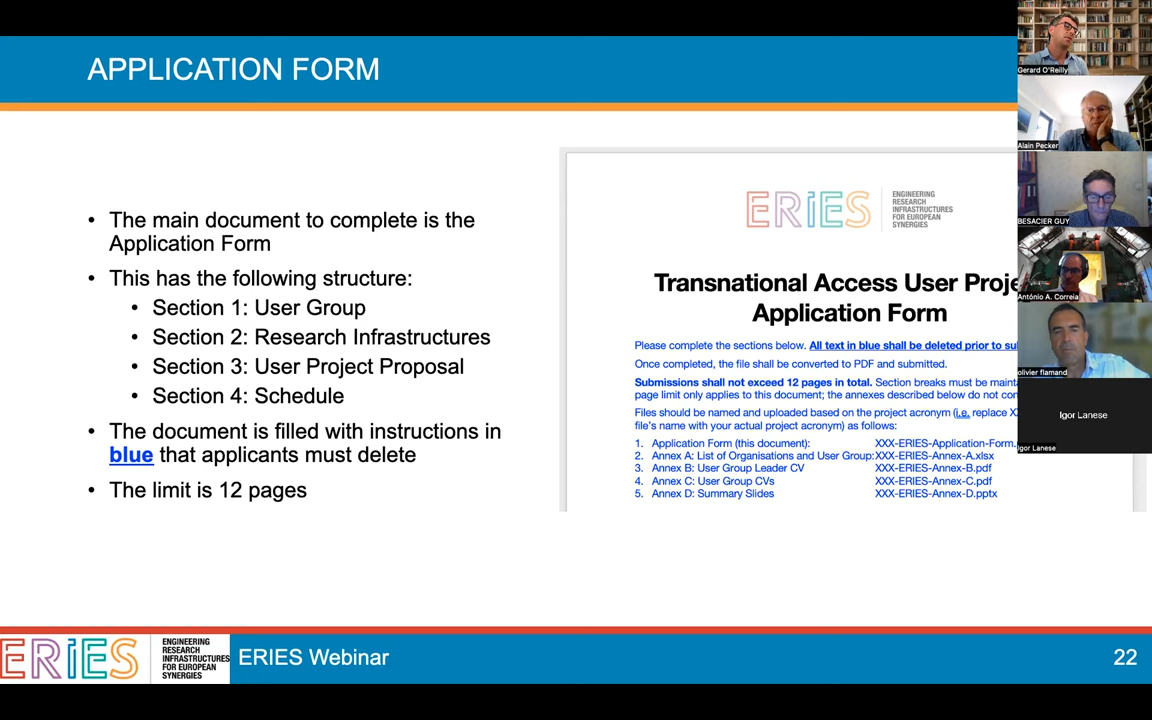 APPLICATION FORM
• The main document to complete is the
Application Form
• This has the following structure:
• Section 1: User Group
• Section 2: Research Infrastructures
• Section 3: User Project Proposal
• Section 4: Schedule
• The document is filled with instructions in
blue that applicants must delete
• The limit is 12 pages
ERIES
ENGINEERING
RESEARCH
INFRASTRUCTURES
FOR EUROPEAN
SYNERGIES
Transnational Access User Proje
Application Form
Please complete the sections below. All text in blue shall be deleted prior to su
Once completed, the file shall be converted to PDF and submitted.
Submissions shall not exceed 12 pages in total. Section breaks must be mainta
page limit only applies to this document; the annexes described below do not con
Files should be named and uploaded based on the project acronym (i.e. replace XX
file's name with your actual project acronym) as follows:
1. Application Form (this document): XXX-ERIES-Application-Form.
2. Annex A: List of Organisations and User Group: XXX-ERIES-Annex-A.xlsx
3. Annex B: User Group Leader CV XXX-ERIES-Annex-B.pdf
4. Annex C: User Group CVs XXX-ERIES-Annex-C.pdf
5. Annex D: Summary Slides XXX-ERIES-Annex-D.pptx
Gerard O'Reilly
Alain Pecker
BESACIER GUY
António A. Correia
olivier flamand
Igor Lanese
Igor Lanese
ERIES
ENGINEERING
RESEARCH
INFRASTRUCTURES
FOR EUROPEAN
SYNERGIES
ERIES Webinar
22